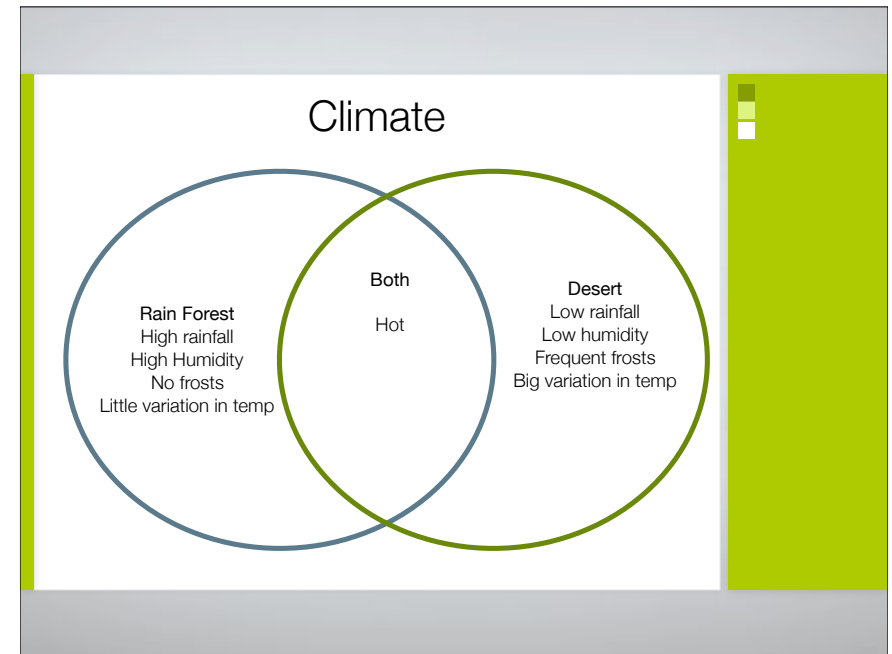 Climate
Rain Forest
High rainfall
High Humidity
No frosts
Little variation in temp
Both
Hot
Desert
Low rainfall
Low humidity
Frequent frosts
Big variation in temp